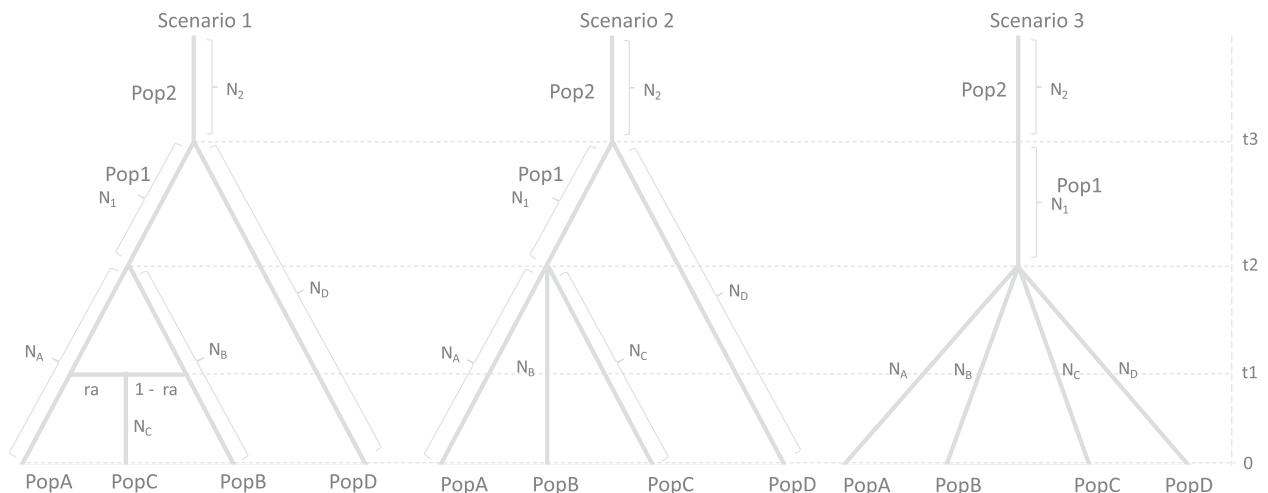 Scenario 1
Scenario 2
Scenario 3
Pop2
N2
Pop2
N2
Pop2
N2
t3
Pop1
N1
Pop1
N1
Pop1
N1
t2
ND
ND
NA
NB
NA
NB
NC
NA
NB
NC
ND
t1
ra
1 - ra
NC
0
PopA
PopC
PopB
PopD
PopA
PopB
PopC
PopD
PopA
PopB
PopC
PopD